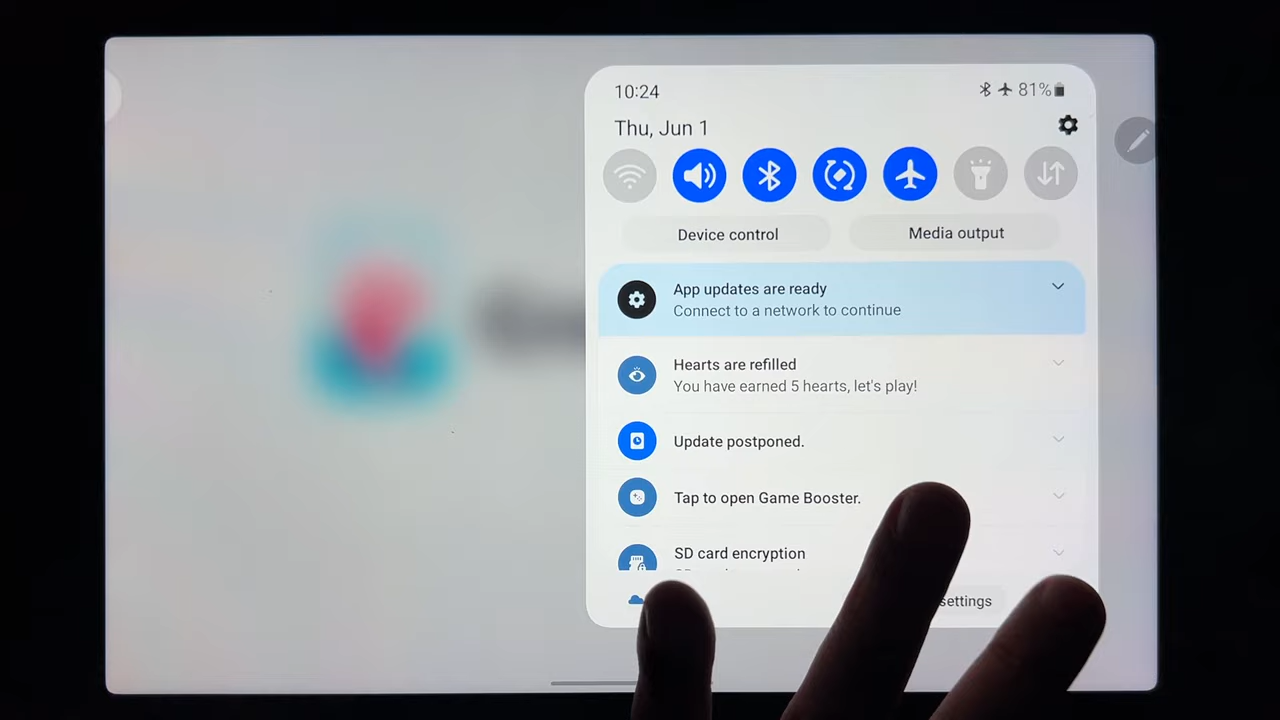 10:24
81%
Thu, Jun 1
Device control
Media output
App updates are ready
Connect to a network to continue
Hearts are refilled
You have earned 5 hearts, let's play!
Update postponed.
Tap to open Game Booster.
SD card encryption
settings